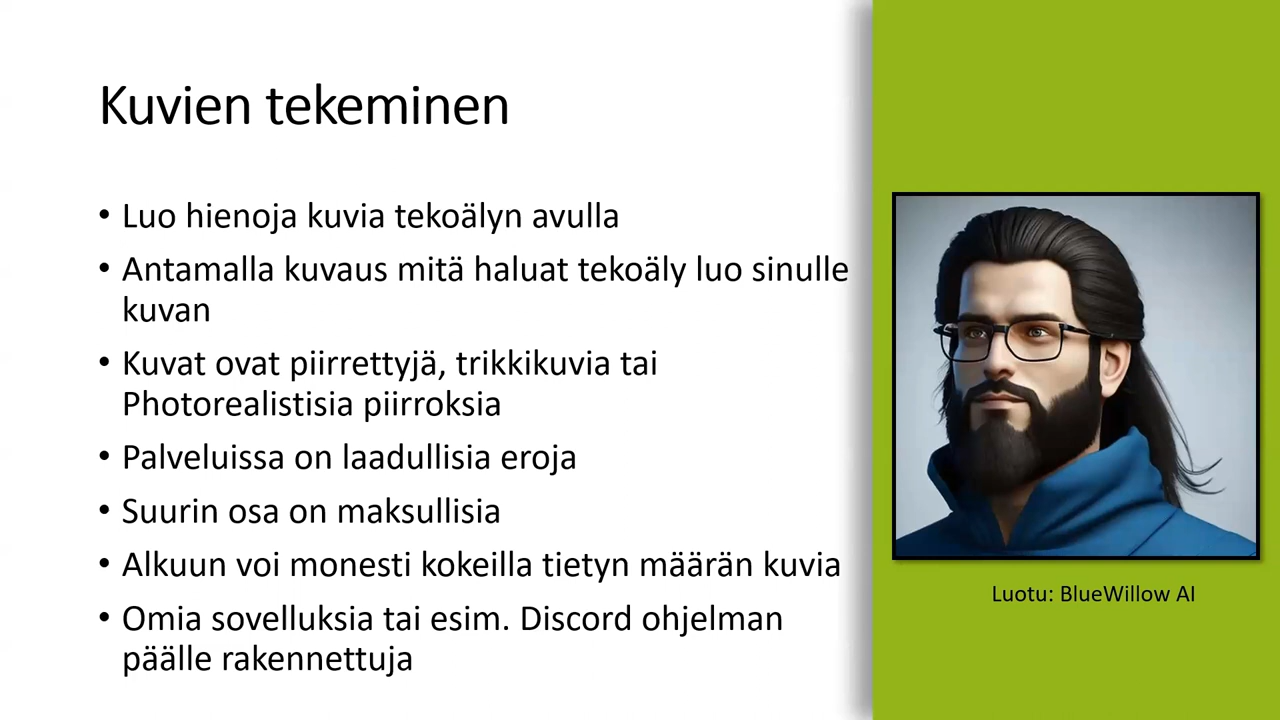 Kuvien tekeminen
• Luo hienoja kuvia tekoälyn avulla
• Antamalla kuvaus mitä haluat tekoäly luo sinulle
kuvan
• Kuvat ovat piirrettyjä, trikkikuvia tai
Photorealistisia piirroksia
• Palveluissa on laadullisia eroja
• Suurin osa on maksullisia
• Alkuun voi monesti kokeilla tietyn määrän kuvia
• Omia sovelluksia tai esim. Discord ohjelman
päälle rakennettuja
Luotu: BlueWillow AI